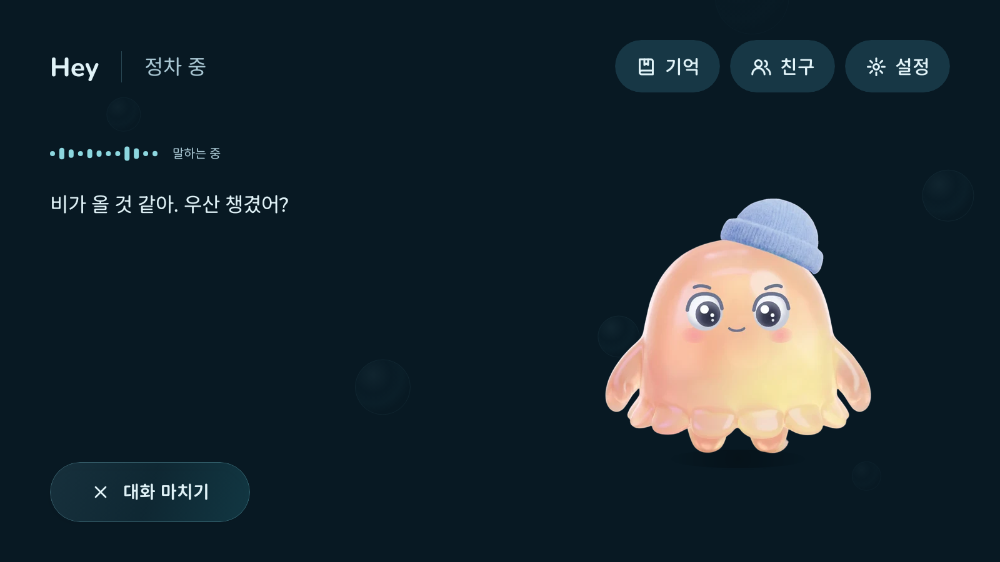 Hey
정차 중
기억
친구
설정
말하는 중
비가 올 것 같아. 우산 챙겼어?
대화 마치기